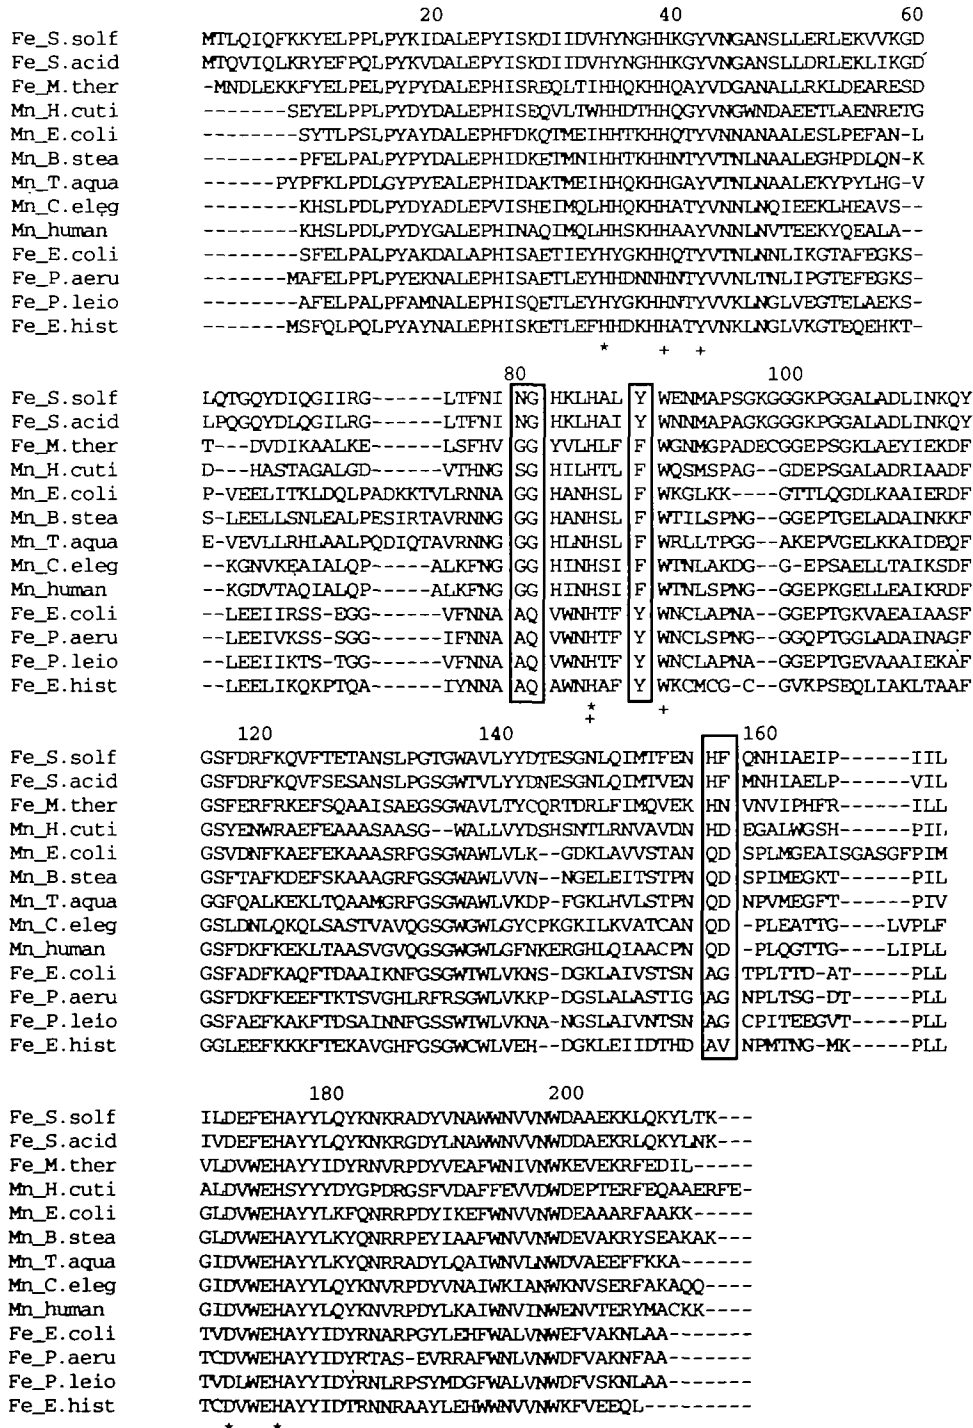 20 40 60
Fe_S.solf MTLQIQFKKYELPPLPYKIDALEPYISKDIIDVHYNGHHKGYVNGANSLLERLEKVVKGD
Fe_S.acid MTQVIQLKRYEFPQLPYKVDALEPYISKDIIDVHYNGHHKGYVNGANSLLDRLEKLIKGD
Fe_M.ther -MNDLEKKFYELPELPYPYDALEPHISREQLTIHHQKHHQAYVDGANALLRKLDEARESD
Mn_H.cuti -------SEYELPPLPYDYDALEPHISEQVLTWHHDTHHQGYVNGWNDAEETLAENRETG
Mn_E.coli --------SYTLPSLPYAYDALEPHFDKQTMEIHHTKHHQTYVNNANAALESLPEFAN-L
Mn_B.stea --------PFELPALPYPYDALEPHIDKETMNIHHTKHHNTYVTNLNAALEGHPDLQN-K
Mn_T.aqua ------PYPFKLPDLGYPYEALEPHIDAKTMEIHHQKHHGAYVTNLNAALEKYPYLHG-V
Mn_C.eleg --------KHSLPDLPYDYADLEPVISHEIMQLHHQKHHATYVNNLNQIEEKLHEAVS--
Mn_human --------KHSLPDLPYDYGALEPHINAQIMQLHHSKHHAAYVNNLNVTEEKYQEALA--
Fe_E.coli --------SFELPALPYAKDALAPHISAETIEYHYGKHHQTYVTNLNNLIKGTAFEGKS-
Fe_P.aeru -------MAFELPPLPYEKNALEPHISAETLEYHHDNNHNTYVVNLTNLIPGTEFEGKS-
Fe_P.leio --------AFELPALPFAMNALEPHISQETLEYHYGKHHNTYVVKLNGLVEGTELAEKS-
Fe_E.hist -------MSFQLPQLPYAYNALEPHISKETLEFHHDKHHATYVNKLNGLVKGTEQEHKT-
* + +
80 100
Fe_S.solf LQTGQYDIQGIIRG------LTFNI NG HKLHAL Y WENMAPSGKGGGKPGGALADLINKQY
Fe_S.acid LPQGQYDLQGILRG------LTFNI NG HKLHAI Y WNNMAPAGKGGGKPGGALADLINKQY
Fe_M.ther T---DVDIKAALKE------LSFHV GG YVLHLF F WGNMGPADECGGEPSGKLAEYIEKDF
Mn_H.cuti D---HASTAGALGD------VTHNG SG HILHTL F WQSMSPAG--GDEPSGALADRIAADF
Mn_E.coli P-VEELITKLDQLPADKKTVLRNNA GG HANHSL F WKGLKK----GTTLQGDLKAAIERDF
Mn_B.stea S-LEELLSNLEALPESIRTAVRNNG GG HANHSL F WTILSPNG--GGEPTGELADAINKKF
Mn_T.aqua E-VEVLLRHLAALPQDIQTAVRNNG GG HLNHSL F WRLLTPGG--AKEPVGELKKAIDEQF
Mn_C.eleg --KGNVKEAIALQP------ALKFNG GG HINHSI F WTNLAKDG--G-EPSAELLTAIKSDF
Mn_human --KGDVTAQIALQP------ALKFNG GG HINHSI F WTNLSPNG--GGEPKGELLEAIKRDF
Fe_E.coli --LEEIIRSS-EGG------VFNNA AQ VWNHTF Y WNCLAPNA--GGEPTGKVAEAIAASF
Fe_P.aeru --LEEIVKSS-SGG------IFNNA AQ VWNHTF Y WNCLSPNG--GGQPTGGLADAINAGF
Fe_P.leio --LEEIIKTS-TGG------VFNNA AQ VWNHTF Y WNCLAPNA--GGEPTGEVAAAIEKAF
Fe_E.hist --LEELIKQKPTQA------IYNNA AQ AWNHAF Y WKCMCG-C--GVKPSEQLIAKLTAAF
* +
+
120 140 160
Fe_S.solf GSFDRFKQVFTETANSLPGTGWAVLYYDTESGNLQIMTFEN HF QNHIAEIP-----IIL
Fe_S.acid GSFDRFKQVFSESANSLPGSGWTVLYYDNESGNLQIMTVEN HF MNHIAELP-----VIL
Fe_M.ther GSFERFRKEFSQAAISAEGSGWAVLTYCQRTDRLFIMQVEK HN VNVIPHFR-----ILL
Mn_H.cuti GSYENWRAEFEAAASAASG--WALLVYDSHSNTLRNVAVDN HD EGALWGSH------PIL
Mn_E.coli GSVDNFKAEFEKAAASRFGSGWAWLVLK--GDKLAVVSTAN QD SPLMGEAISGASGFPIM
Mn_B.stea GSFTAFKDEFSKAAAGRFGSGWAWLVVN--NGELEITSTPN QD SPIMEGKT------PIL
Mn_T.aqua GGFQALKEKLTQAAMGRFGSGWAWLVKDP-FGKLHVLSTPN QD NPVMEGFT------PIV
Mn_C.eleg GSLDNLQKQLSASTVAVQGSGWGWLGYCPKGKILKVATCAN QD -PLEATTG----LVPLF
Mn_human GSFDKFKEKLTAASVGVQGSGWGWLGFNKERGHLQIAACPN QD -PLQGTTG----LIPLL
Fe_E.coli GSFADFKAQFTDAAIKNFGSGWTWLVKNS-DGKLAIVSTSN AG TPLTTD-AT-----PLL
Fe_P.aeru GSFDKFKEEFTKTSVGHLRFRSGWLVKKP-DGSLALASTIG AG NPLTSG-DT-----PLL
Fe_P.leio GSFAEFKAKFTDSAINNFGSSWTWLVKNA-NGSLAIVNTSN AG CPITEEGVT-----PLL
Fe_E.hist GGLEEFKKKFTEKAVGHFGSGWCWLVEH--DGKLEIIDTHD AV NPMTNG-MK-----PLL
180 200
Fe_S.solf ILDEFEHAYYLQYKNKRADYVNAWWNVVNWDAAEKKLQKYLTK---
Fe_S.acid IVDEFEHAYYLQYKNKRGDYLNAWWNVVNWDDAEKRLQKYLNK---
Fe_M.ther VLDVWEHAYYIDYRNVRPDYVEAFWNIVNWKEVEKRFEDIL-----
Mn_H.cuti ALDVWEHSYYYDYGPDRGSFVDAFFEVVDWDEPTERFEQAAERFE-
Mn_E.coli GLDVWEHAYYLKFQNRRPDYIKEFWNVVNWDEAAARFAAKK-----
Mn_B.stea GLDVWEHAYYLKYQNRRPEYIAAFWNVVNWDEVAKRYSEAKAK---
Mn_T.aqua GIDVWEHAYYLKYQNRRADYLQAIWNVLNWDVAEEFFKKA------
Mn_C.eleg GIDVWEHAYYLQYKNVRPDYVNAIWKIANWKNVSERFAKAQQ----
Mn_human GIDVWEHAYYLQYKNVRPDYLKAIWNVINWENVTERYMACKK----
Fe_E.coli TVDVWEHAYYIDYRNARPGYLEHFWALVNWEFVAKNLAA-------
Fe_P.aeru TCDVWEHAYYIDYRTAS-EVRRAFWNLVNWDFVAKNFAA-------
Fe_P.leio TVDLWEHAYYIDYRNLRPSYMDGFWALVNWDFVSKNLAA-------
Fe_E.hist TCDVWEHAYYIDTRNNRAAYLEHWWNVVNWKFVEEQL---------
* *